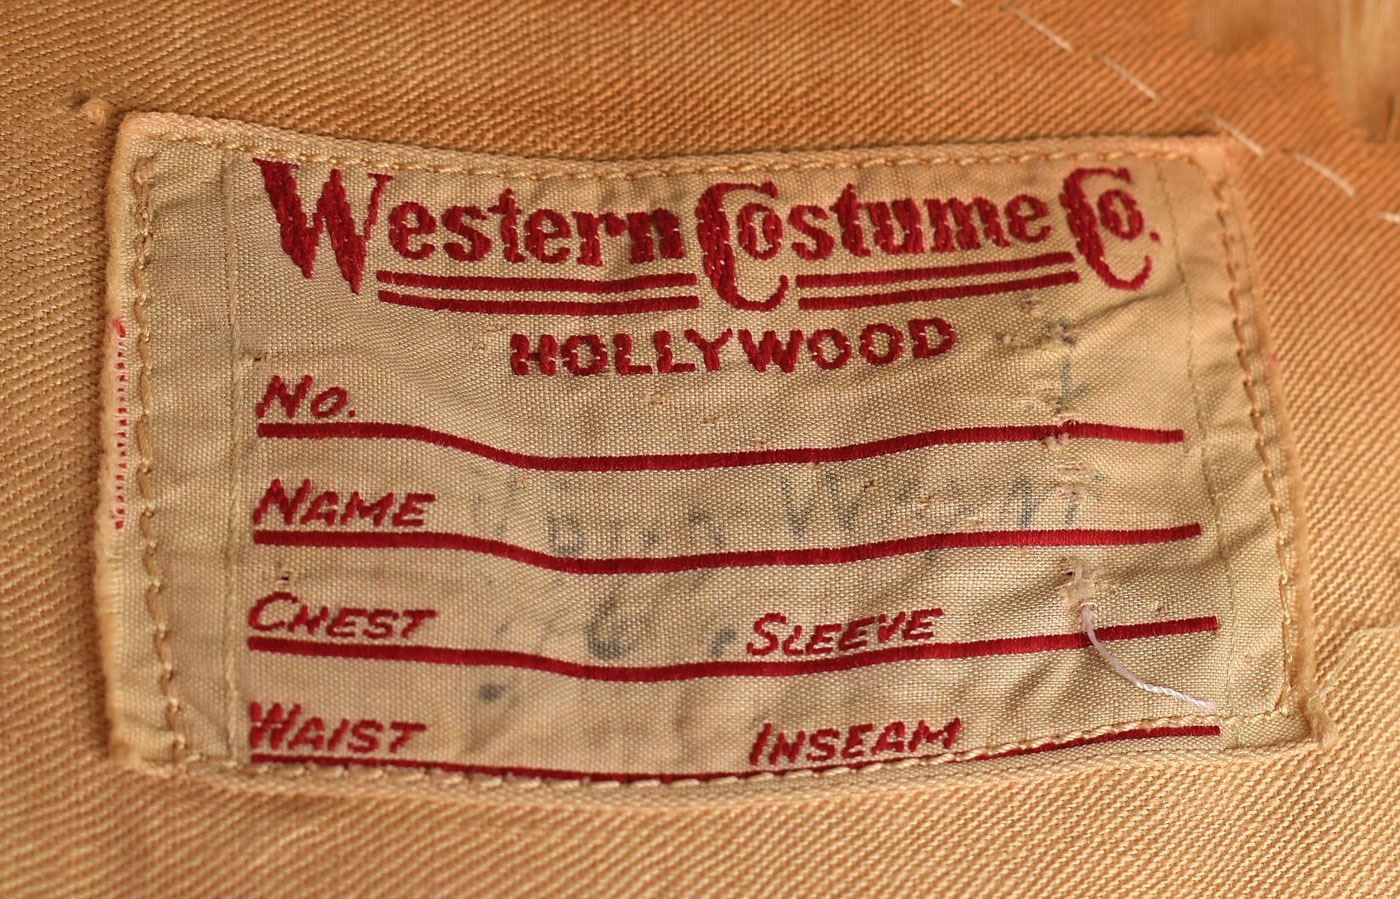 Western Costume Co.
HOLLYWOOD
No.
NAME
CHEST SLEEVE
WAIST INSEAM